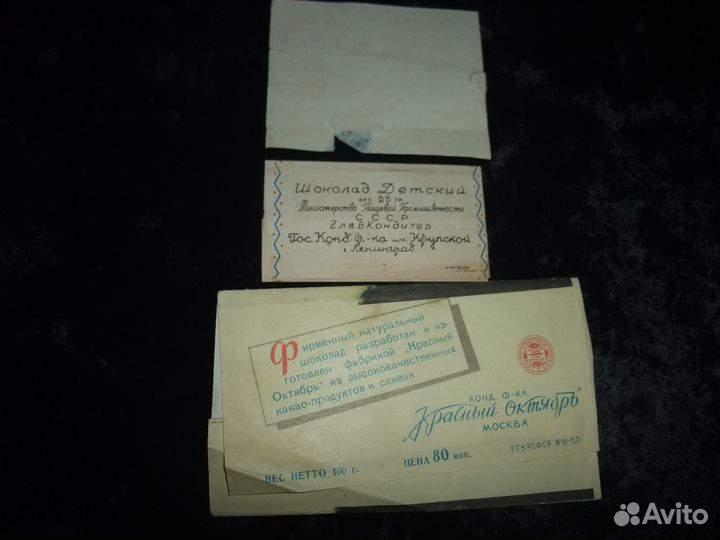 Шоколад Детский
вес 25 гр.
Министерство Пищевой Промышленности
СССР
Главкондитер
Гос. Конд. Ф-ка им. Крупской
г. Ленинград
Фирменный натуральный
шоколад разработан и из-
готовлен фабрикой „Красный
Октябрь" из высококачественных
какао-продуктов и сливок.
КОНД. Ф-КА
„Красный Октябрь"
МОСКВА
РТУ РСФСР N 91-60
ВЕС НЕТТО 100 г.
ЦЕНА 80 коп.
Avito